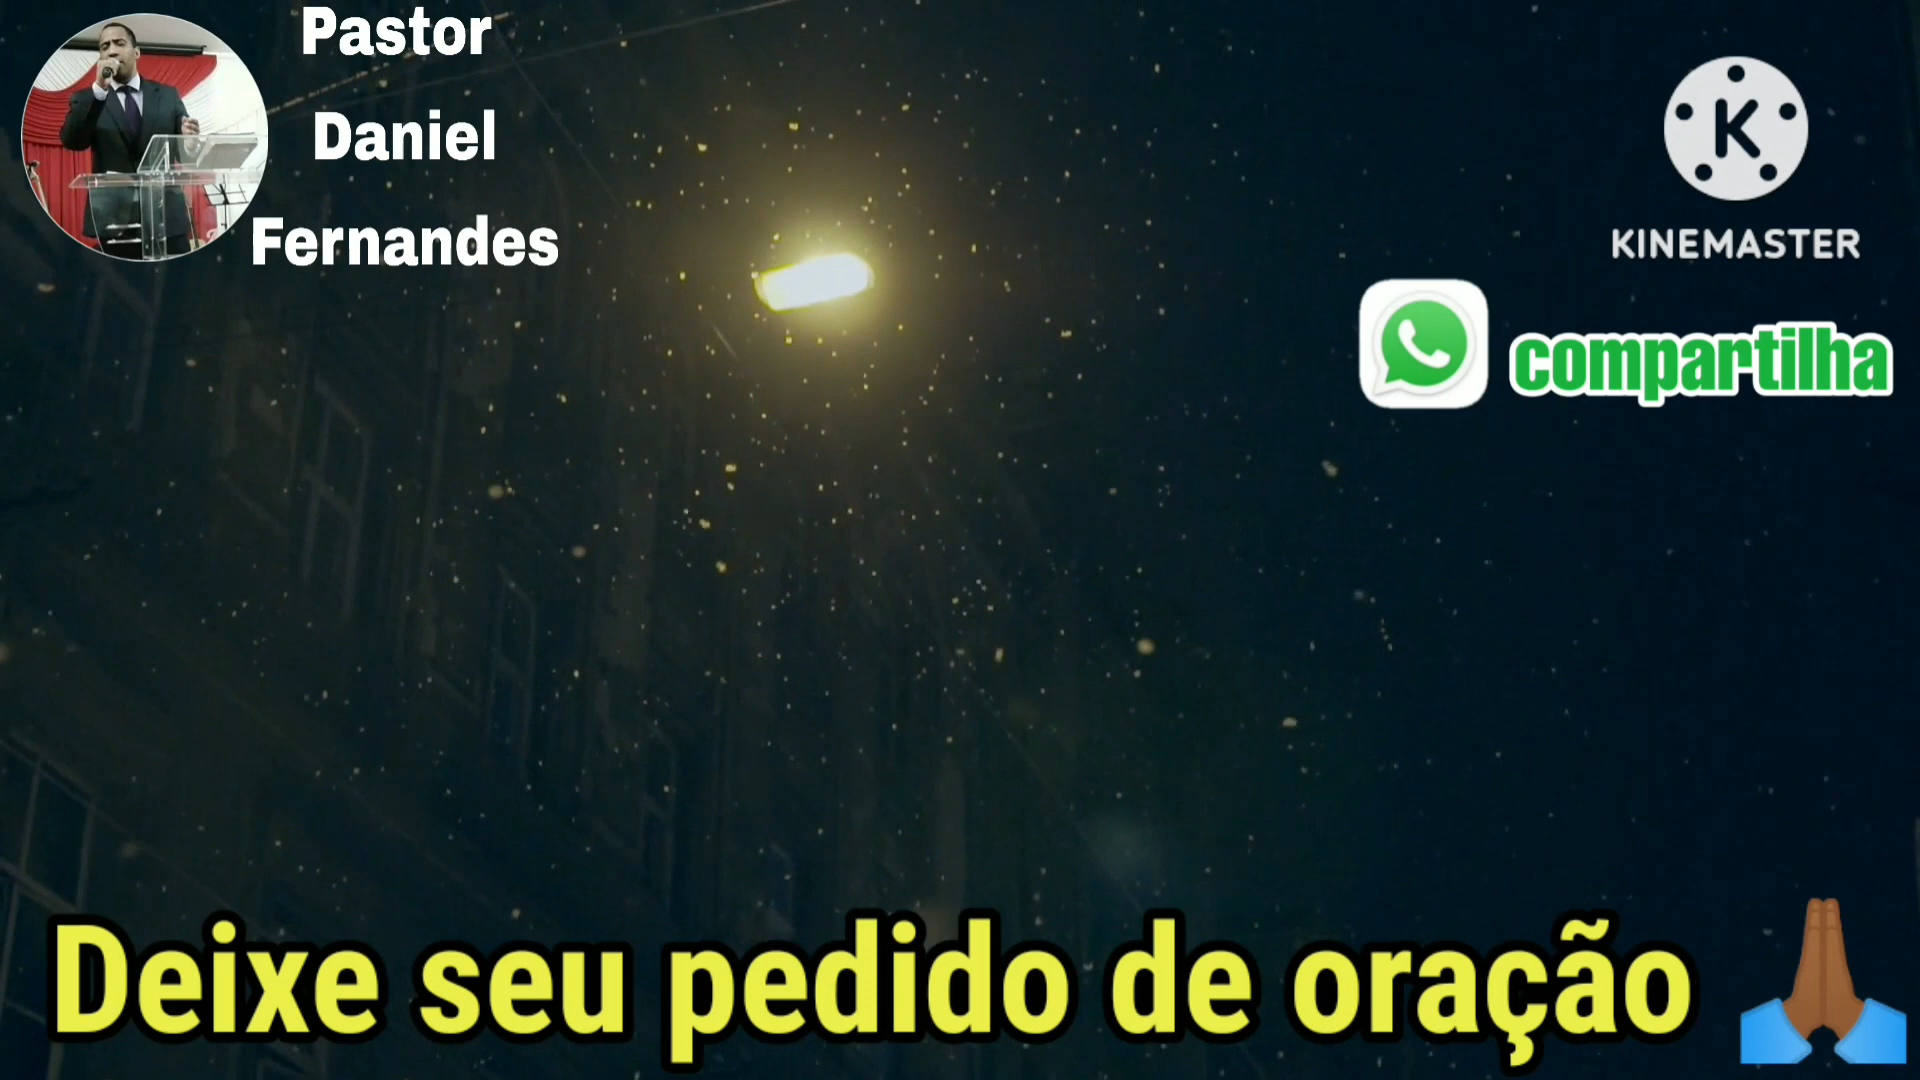 Pastor
Daniel
Fernandes
K
KINEMASTER
compartilha
Deixe seu pedido de oração